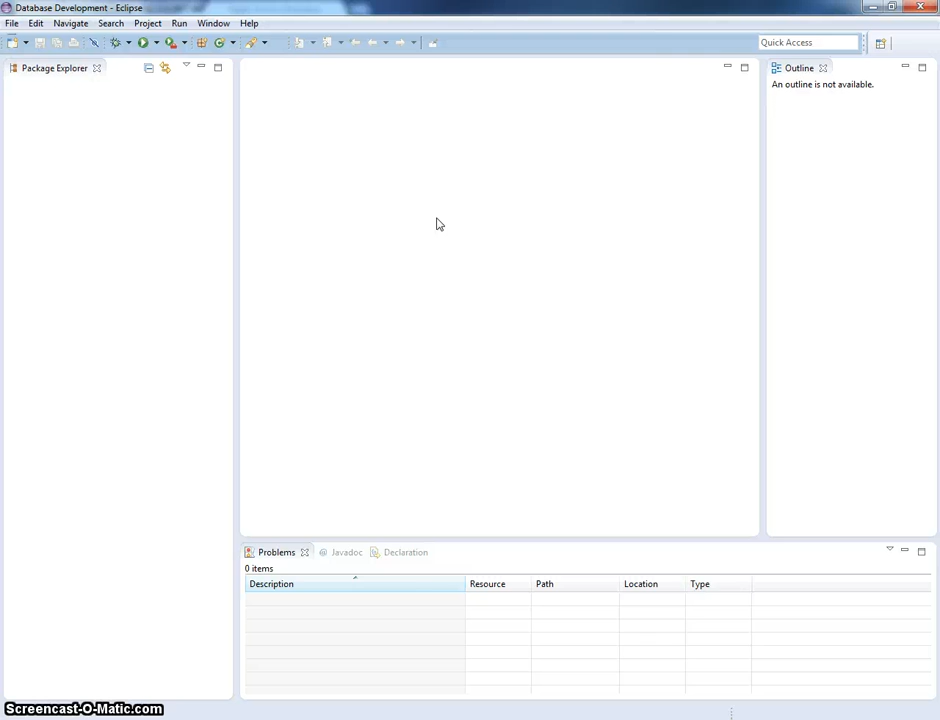 Database Development - Eclipse
File Edit Navigate Search Project Run Window Help
Quick Access
Package Explorer
Outline
An outline is not available.
Problems Javadoc Declaration
0 items
Description Resource Path Location Type
Screencast-O-Matic.com